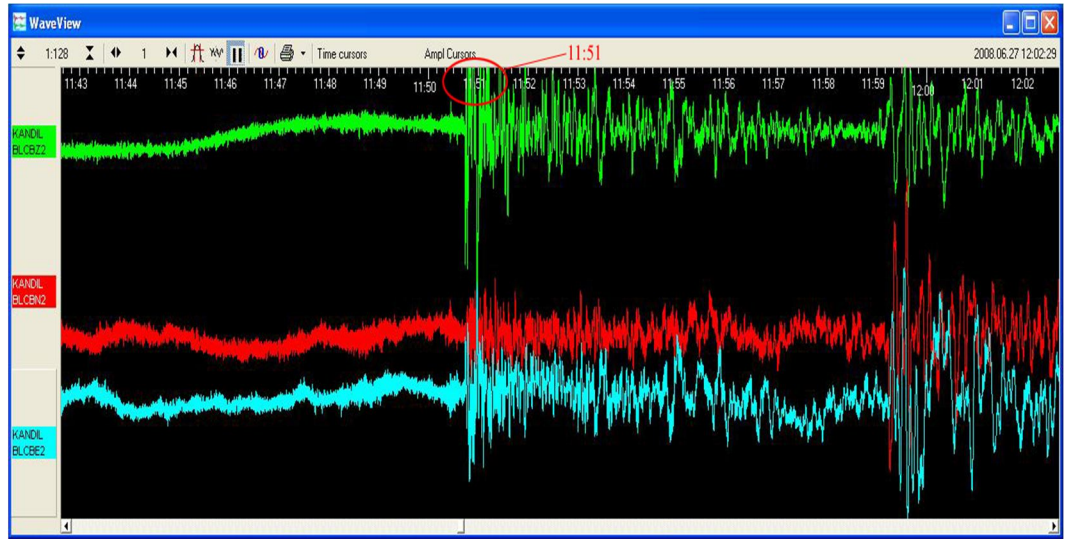 WaveView
1:128 1 Time cursors Ampl Cursors 11:51 2008.06.27 12:02:29
11:43 11:44 11:45 11:46 11:47 11:48 11:49 11:50 11:51 11:52 11:53 11:54 11:55 11:56 11:57 11:58 11:59 12:00 12:01 12:02
KANDIL
BLCBZ2
KANDIL
BLCBN2
KANDIL
BLCBE2